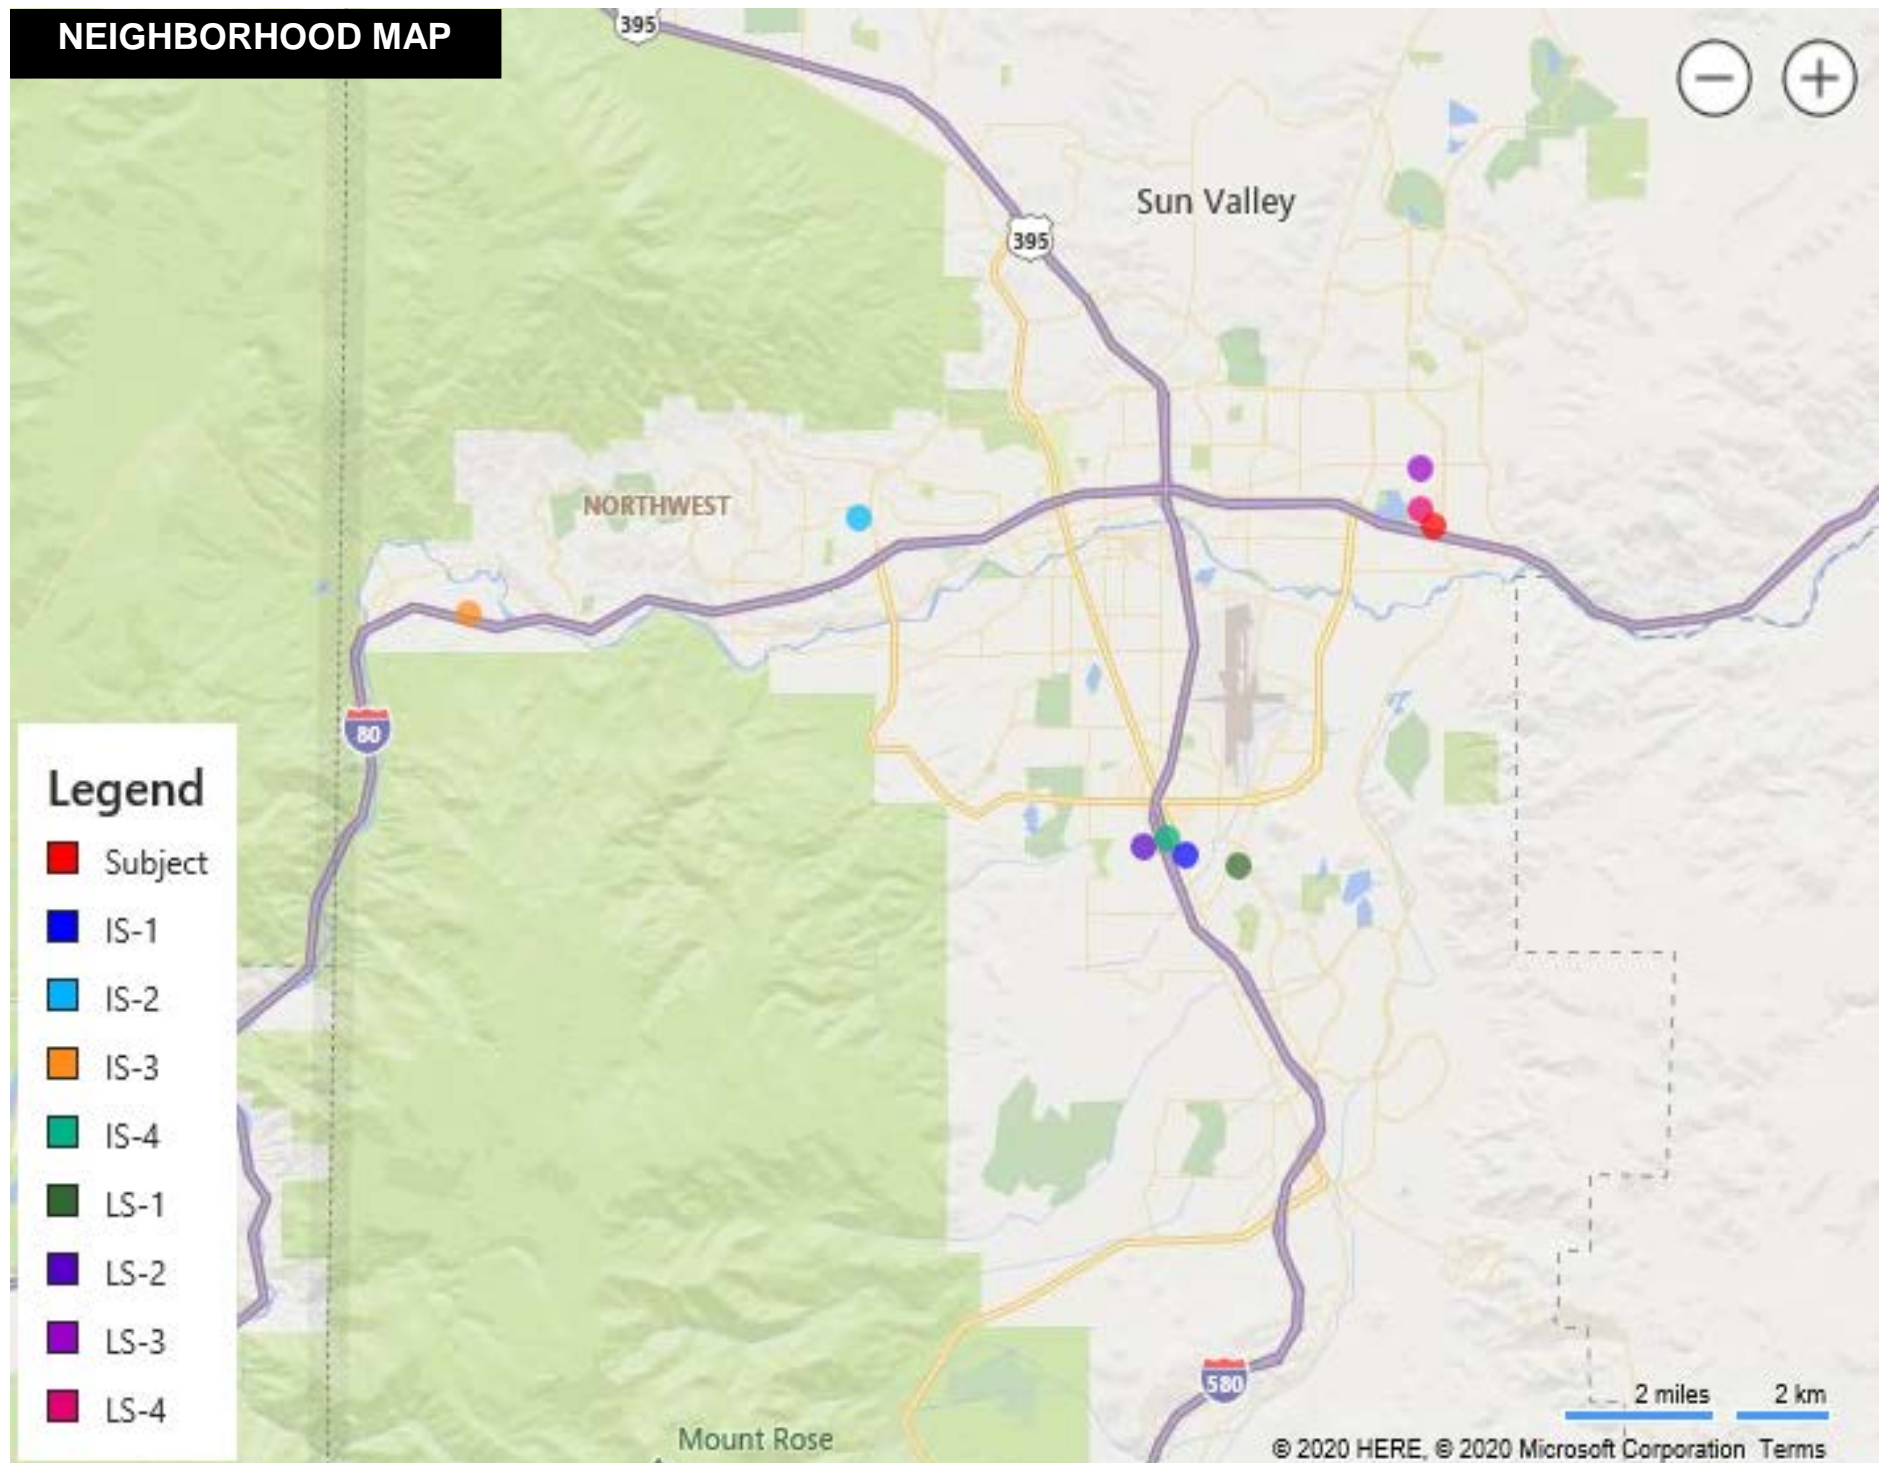 NEIGHBORHOOD MAP
395
Sun Valley
395
NORTHWEST
80
Legend
Subject
IS-1
IS-2
IS-3
IS-4
LS-1
LS-2
LS-3
LS-4
580
2 miles 2 km
Mount Rose
© 2020 HERE, © 2020 Microsoft Corporation Terms